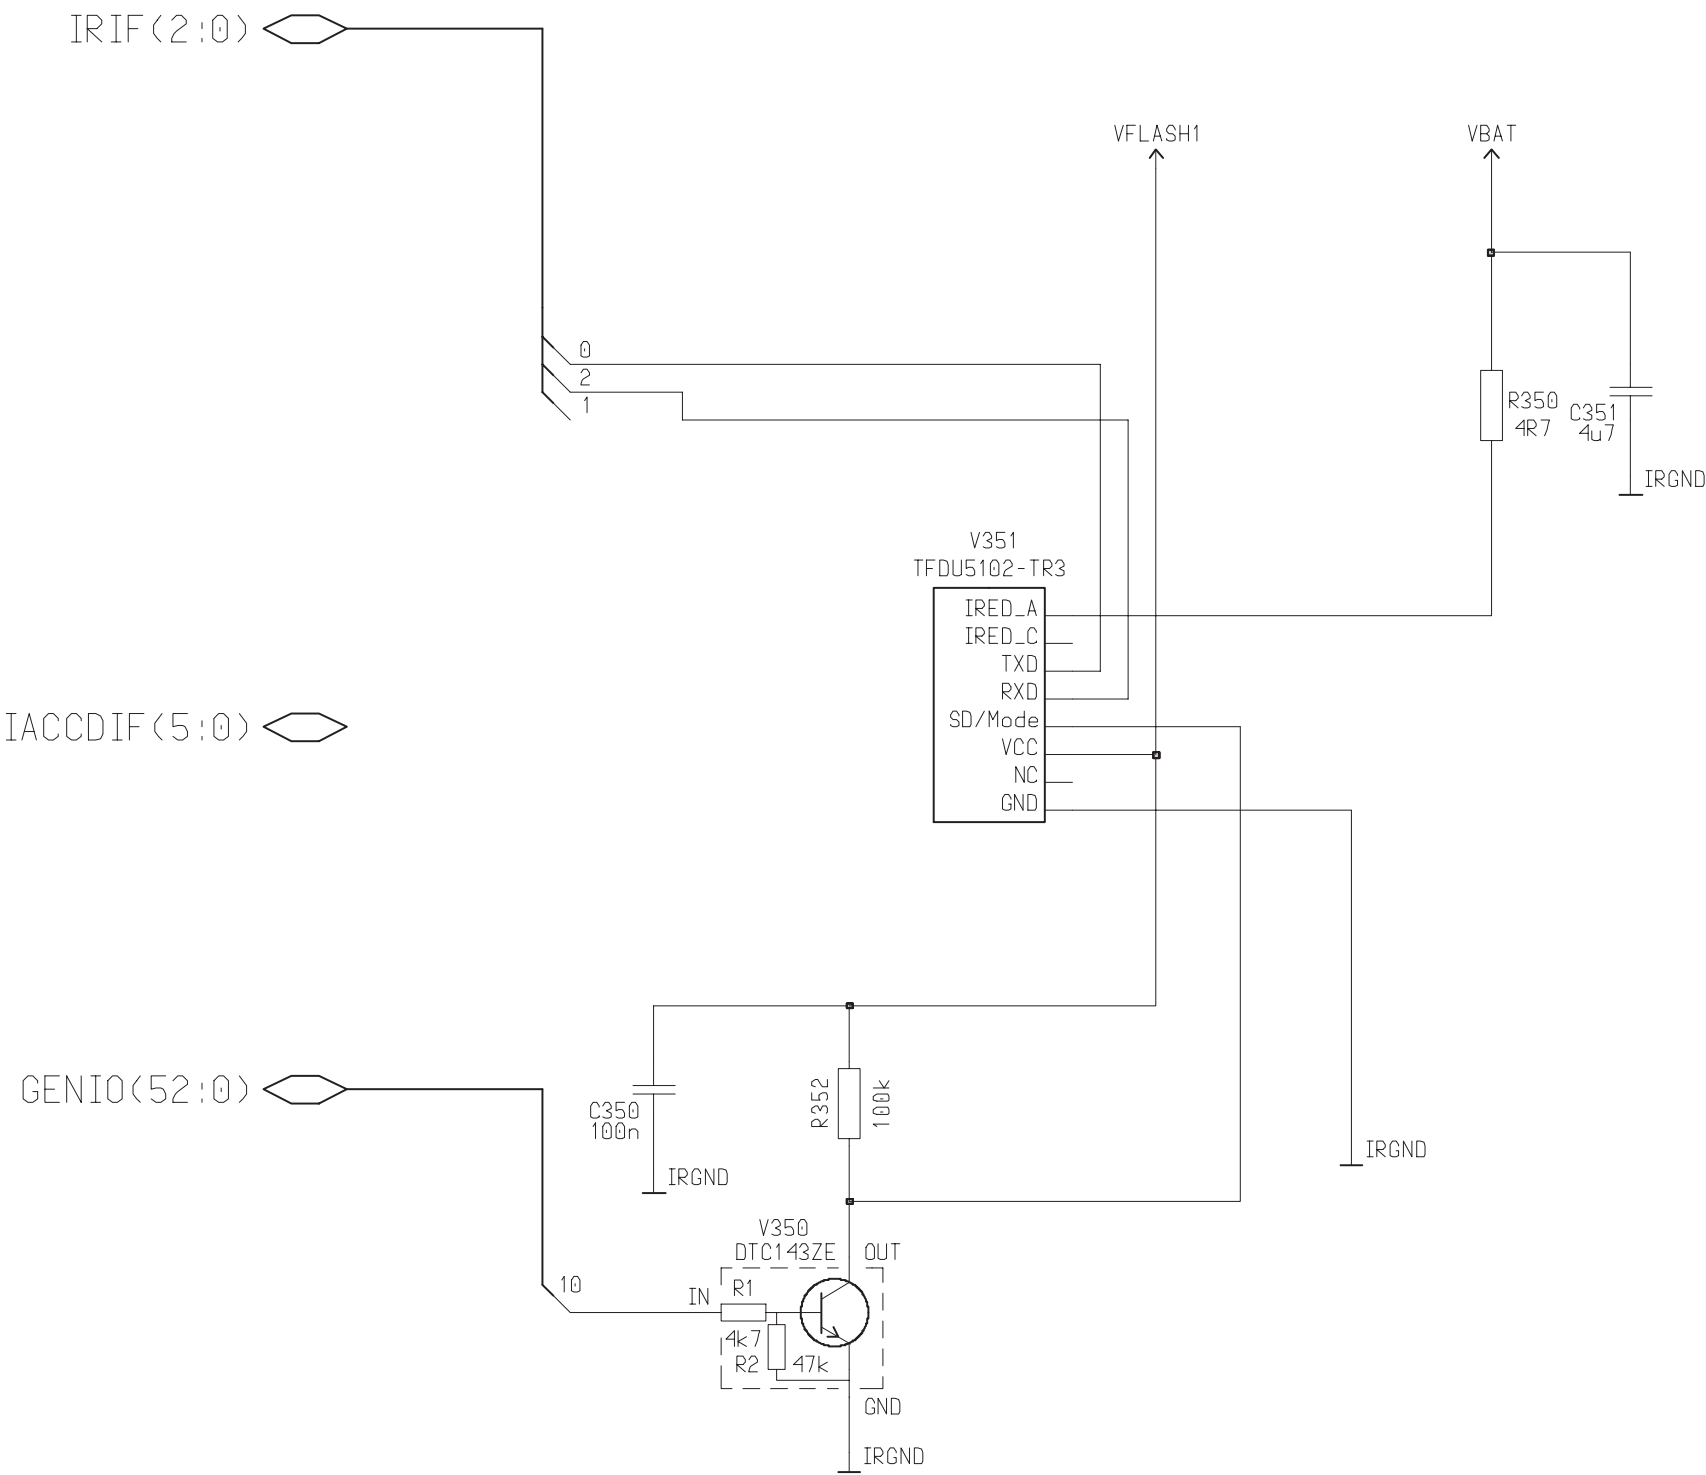 IRIF(2:0)
VFLASH1
VBAT
0
2
1
R350
4R7
C351
4u7
IRGND
V351
TFDU5102-TR3
IRED_A
IRED_C
TXD
RXD
SD/Mode
VCC
NC
GND
IACCDIF(5:0)
GENIO(52:0)
C350
100n
R352
100k
IRGND
IRGND
V350
DTC143ZE
OUT
10
IN
R1
4k7
R2
47k
GND
IRGND